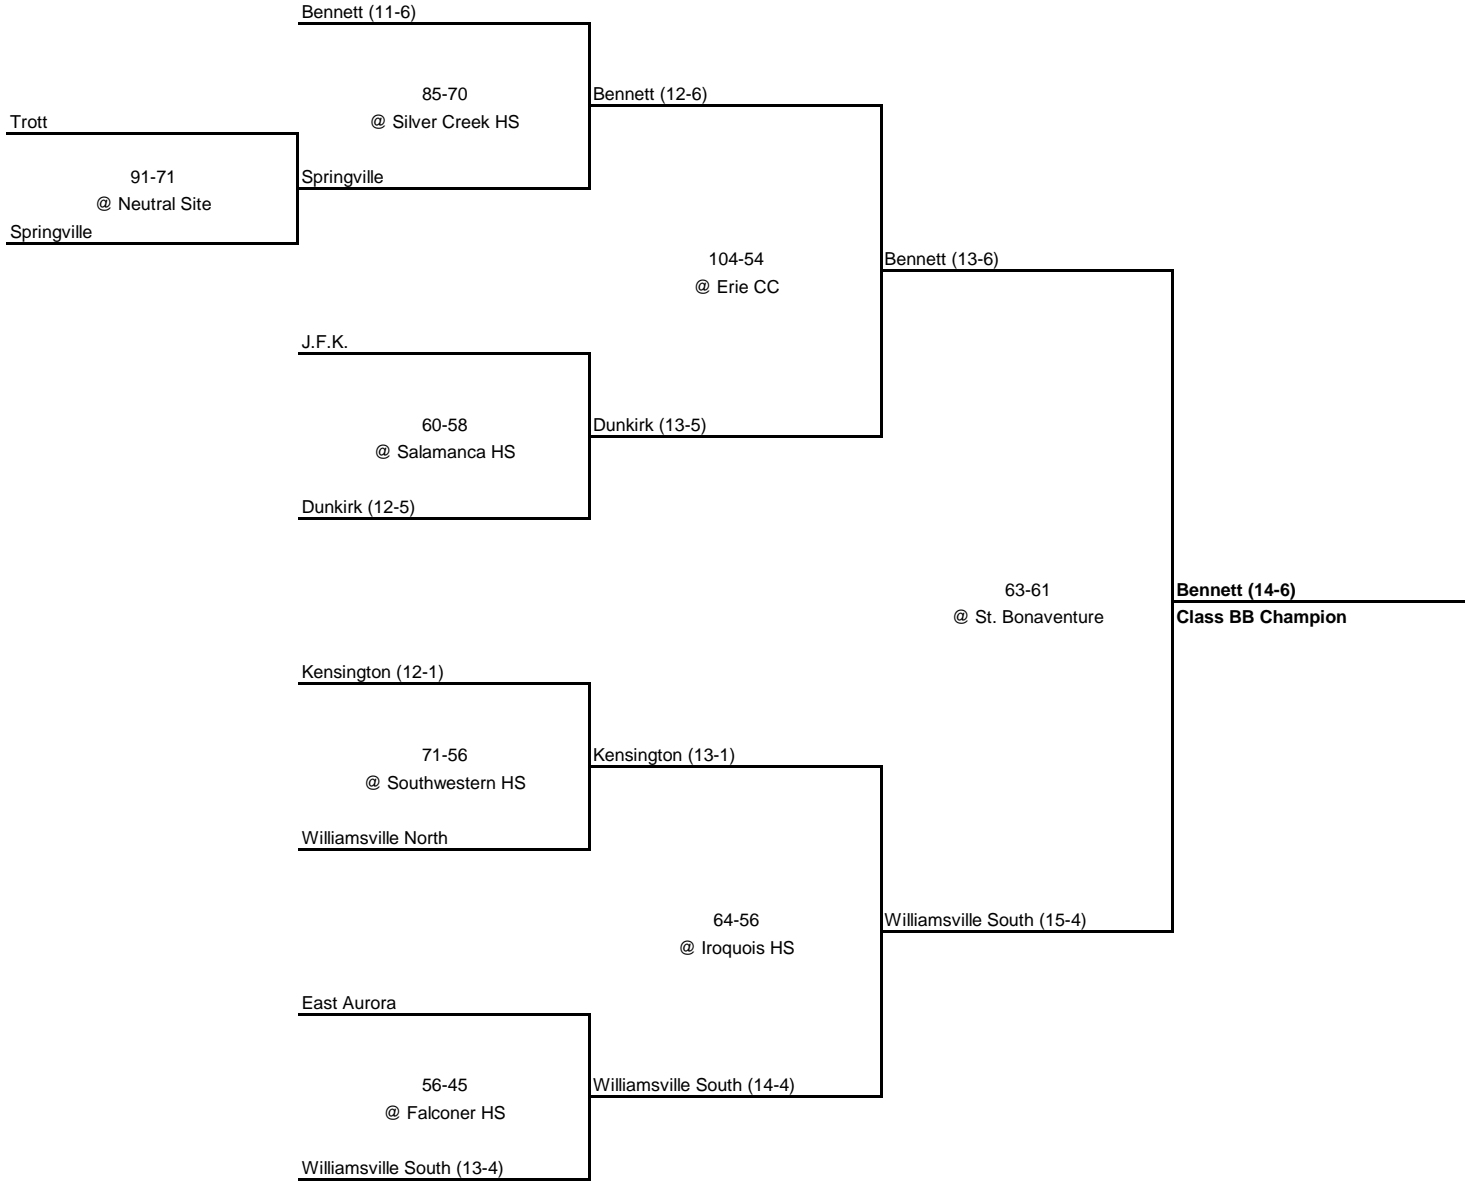 Bennett (11-6)
85-70
@ Silver Creek HS
Bennett (12-6)
Trott
91-71
@ Neutral Site
Springville
Springville
104-54
@ Erie CC
Bennett (13-6)
J.F.K.
60-58
@ Salamanca HS
Dunkirk (13-5)
Dunkirk (12-5)
63-61
@ St. Bonaventure
Bennett (14-6)
Class BB Champion
Kensington (12-1)
71-56
@ Southwestern HS
Kensington (13-1)
Williamsville North
64-56
@ Iroquois HS
Williamsville South (15-4)
East Aurora
56-45
@ Falconer HS
Williamsville South (14-4)
Williamsville South (13-4)